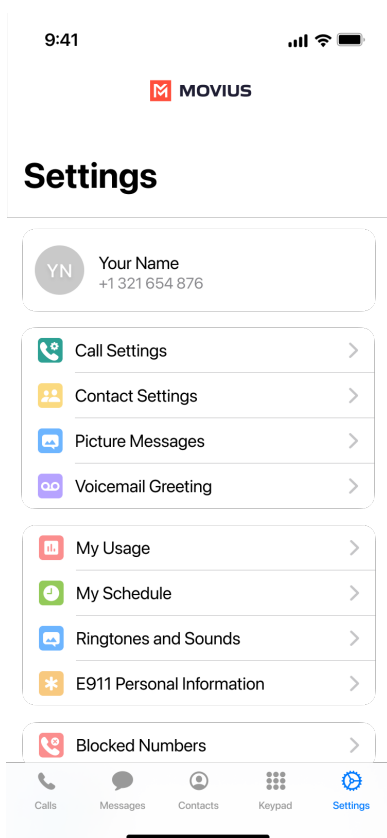 9:41
MOVIUS
Settings
YN
Your Name
+1 321 654 876
Call Settings
Contact Settings
Picture Messages
Voicemail Greeting
My Usage
My Schedule
Ringtones and Sounds
E911 Personal Information
Blocked Numbers
Calls
Messages
Contacts
Keypad
Settings